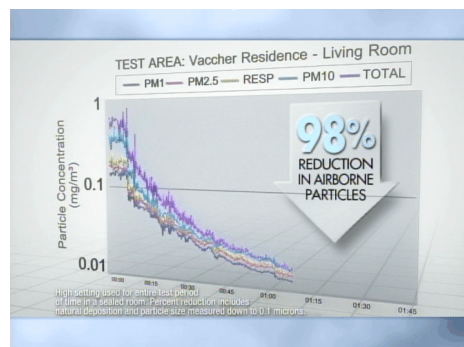 TEST AREA: Vaccher Residence - Living Room
PM1 PM2.5 RESP PM10 TOTAL
Particle Concentration
(mg/m³)
1
0.1
0.01
98%
REDUCTION
IN AIRBORNE
PARTICLES
00:00 00:15 00:30 00:45 01:00 01:15 01:30 01:45
High setting used for entire test period
of time in a sealed room. Percent reduction includes
natural deposition and particle size measured down to 0.1 microns.